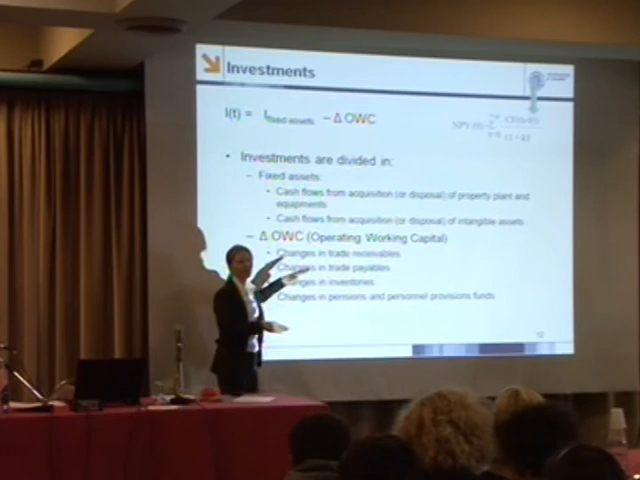 Investments
I(t) = I fixed assets – Δ OWC
• Investments are divided in:
– Fixed assets:
• Cash flows from acquisition (or disposal) of property plant and
equipments
• Cash flows from acquisition (or disposal) of intangible assets
– Δ OWC (Operating Working Capital)
• Changes in trade receivables
Changes in trade payables
Changes in inventories
Changes in pensions and personnel provisions funds